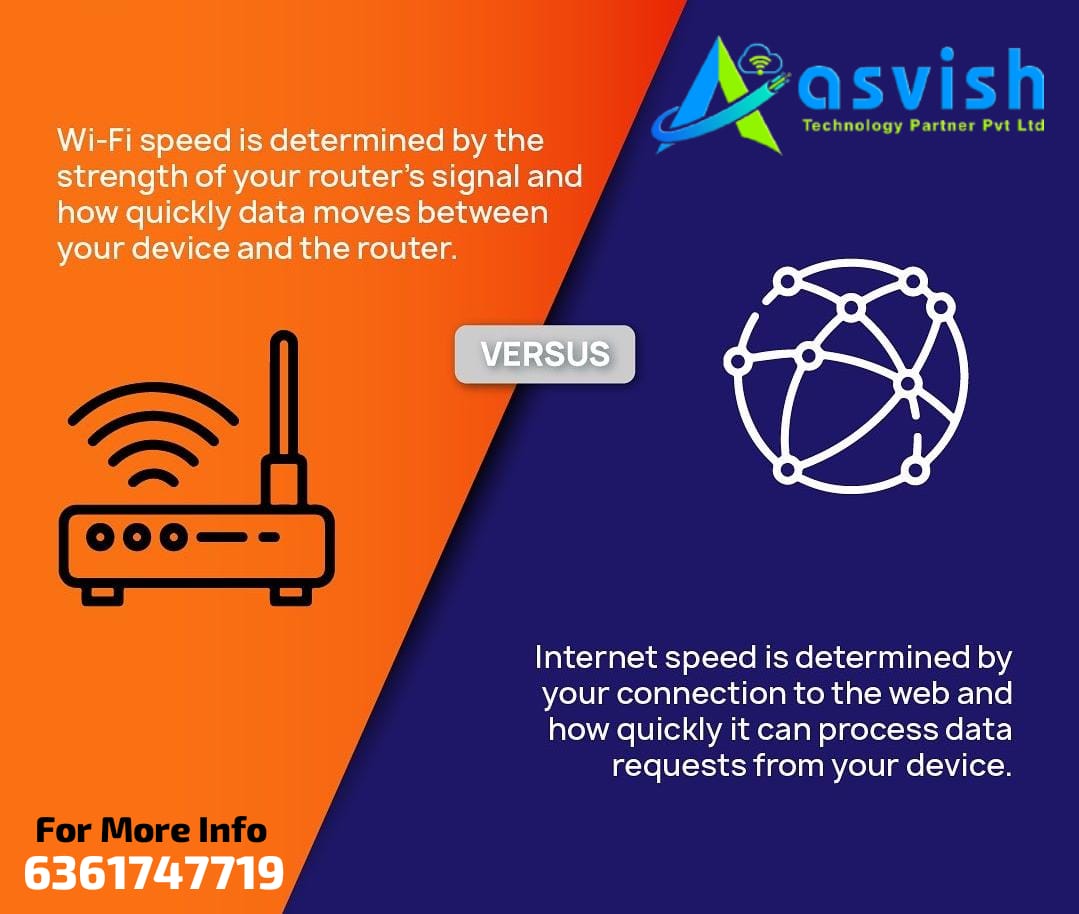 asvish
Technology Partner Pvt Ltd
Wi-Fi speed is determined by the
strength of your router's signal and
how quickly data moves between
your device and the router.
VERSUS
Internet speed is determined by
your connection to the web and
how quickly it can process data
requests from your device.
For More Info
6361747719